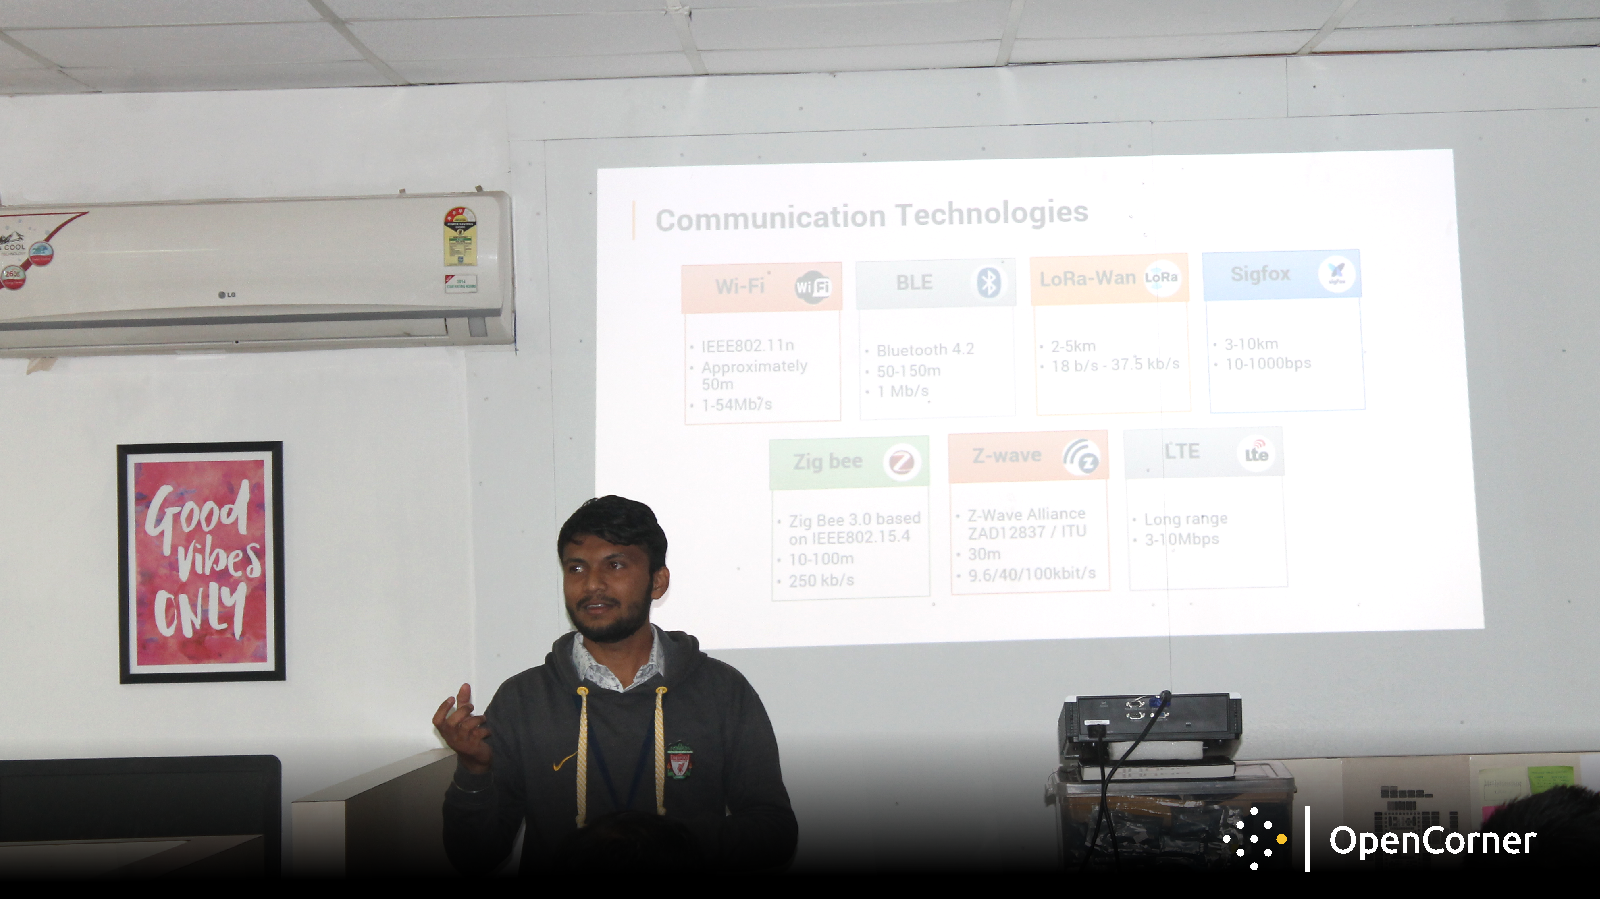 Communication Technologies
Wi-Fi
WiFi
• IEEE802.11n
• Approximately
50m
• 1-54Mb/s
BLE
• Bluetooth 4.2
• 50-150m
• 1 Mb/s
LoRa-Wan
LoRa
• 2-5km
• 18 b/s - 37.5 kb/s
Sigfox
sigfox
• 3-10km
• 10-1000bps
Zig bee
• Zig Bee 3.0 based
on IEEE802.15.4
• 10-100m
• 250 kb/s
Z-wave
• Z-Wave Alliance
ZAD12837 / ITU
• 30m
• 9.6/40/100kbit/s
LTE
Lte
• Long range
• 3-10Mbps
COOL
LG
Good
Vibes
ONLY
OpenCorner